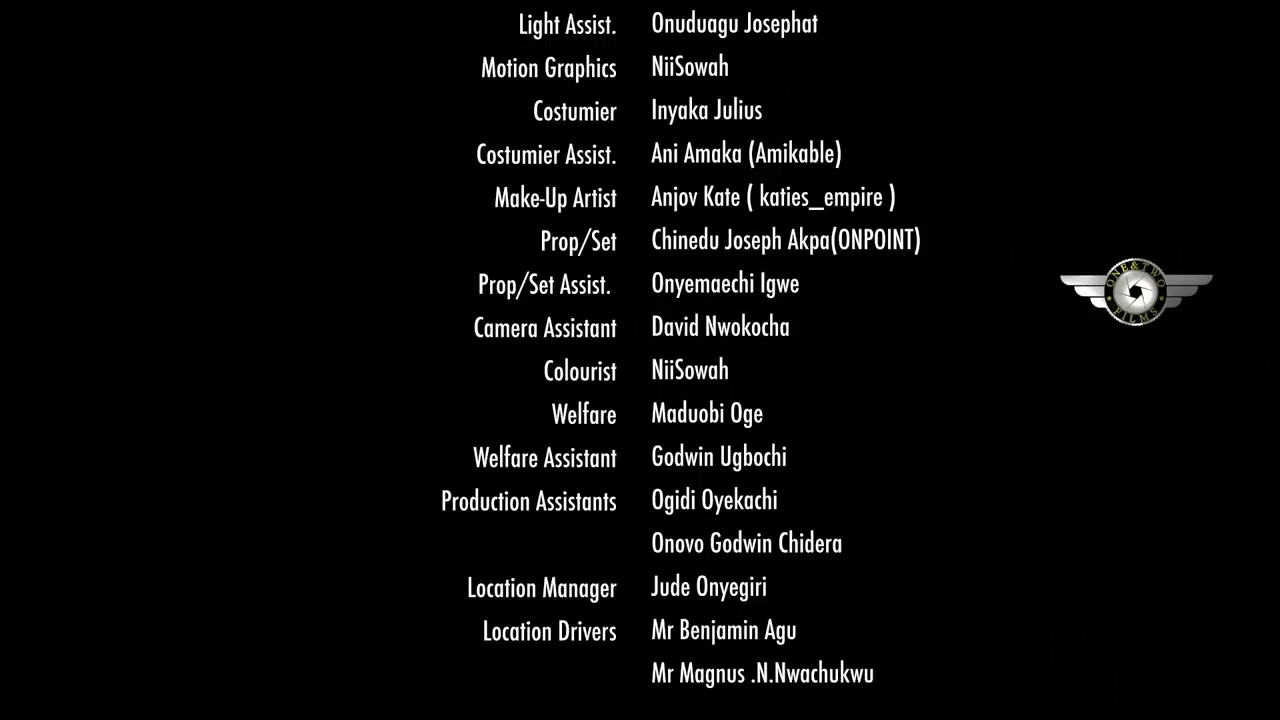 Light Assist. Onuduagu Josephat
Motion Graphics NiiSowah
Costumier Inyaka Julius
Costumier Assist. Ani Amaka (Amikable)
Make-Up Artist Anjov Kate ( katies_empire )
Prop/Set Chinedu Joseph Akpa(ONPOINT)
Prop/Set Assist. Onyemaechi Igwe
ONE&TWO
FILMS
Camera Assistant David Nwokocha
Colourist NiiSowah
Welfare Maduobi Oge
Welfare Assistant Godwin Ugbochi
Production Assistants Ogidi Oyekachi
Onovo Godwin Chidera
Location Manager Jude Onyegiri
Location Drivers Mr Benjamin Agu
Mr Magnus .N.Nwachukwu